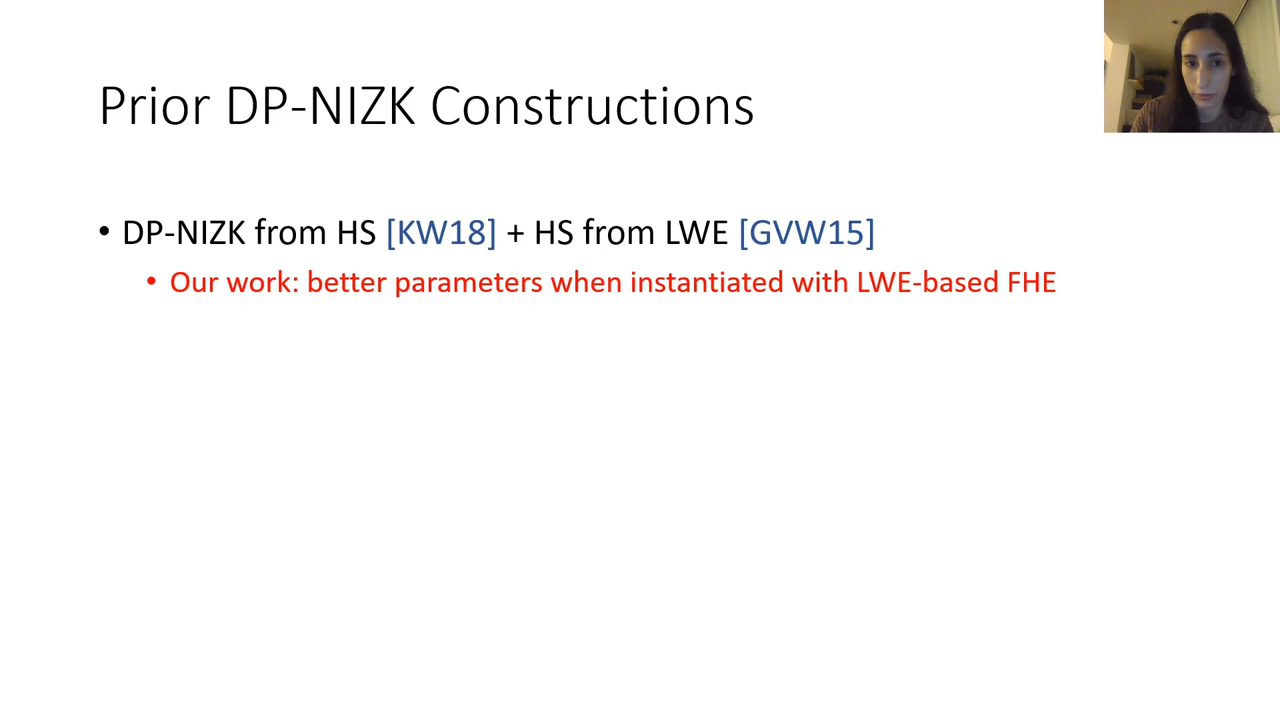 Prior DP-NIZK Constructions
• DP-NIZK from HS [KW18] + HS from LWE [GVW15]
• Our work: better parameters when instantiated with LWE-based FHE